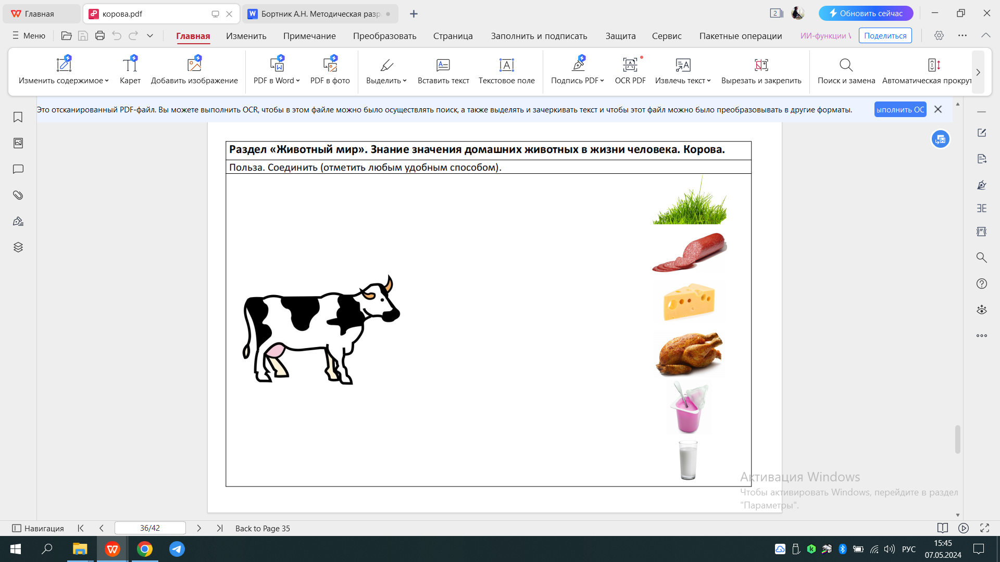 Главная
корова.pdf
Бортник А.Н. Методическая разр
2
Обновить сейчас
Меню
Главная
Изменить
Примечание
Преобразовать
Страница
Заполнить и подписать
Защита
Сервис
Пакетные операции
ИИ-функции
Поделиться
Изменить содержимое
Карет
Добавить изображение
PDF в Word
PDF в фото
Выделить
Вставить текст
Текстовое поле
Подпись PDF
OCR PDF
Извлечь текст
Вырезать и закрепить
Поиск и замена
Автоматическая прокрут
Это отсканированный PDF-файл. Вы можете выполнить OCR, чтобы в этом файле можно было осуществлять поиск, а также выделять и зачеркивать текст и чтобы этот файл можно было преобразовывать в другие форматы.
ыполнить ОС
Раздел «Животный мир». Знание значения домашних животных в жизни человека. Корова.
Польза. Соединить (отметить любым удобным способом).
Активация Windows
Чтобы активировать Windows, перейдите в раздел
"Параметры".
Навигация
36/42
Back to Page 35
РУС
15:45
07.05.2024